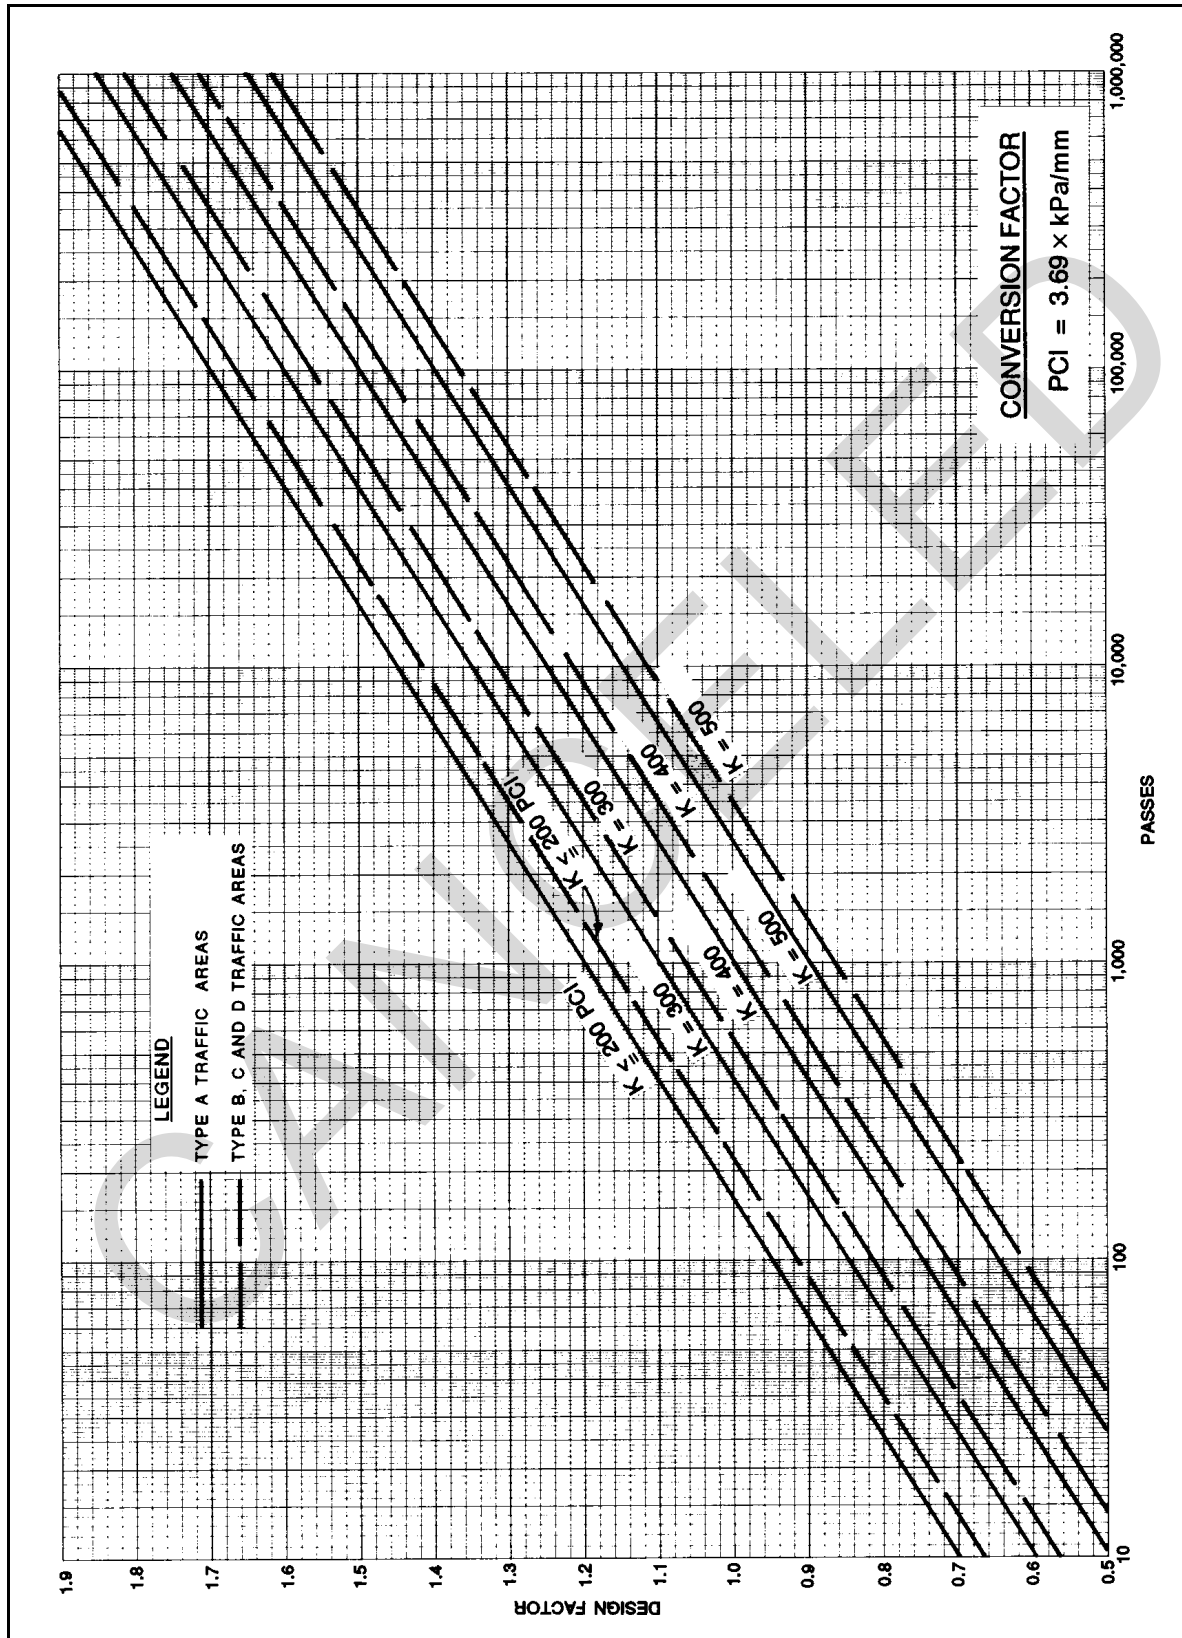 LEGEND
TYPE A TRAFFIC AREAS
TYPE B, C AND D TRAFFIC AREAS
DESIGN FACTOR
1.9
1.8
1.7
1.6
1.5
1.4
1.3
1.2
1.1
1.0
0.9
0.8
0.7
0.6
0.5
K ≤ 200 PCI
K = 300
K = 400
K = 500
K ≤ 200 PCI
K = 300
K = 400
K = 500
10
100
1,000
10,000
100,000
1,000,000
PASSES
CONVERSION FACTOR
PCI = 3.69 × kPa/mm
CANCELED